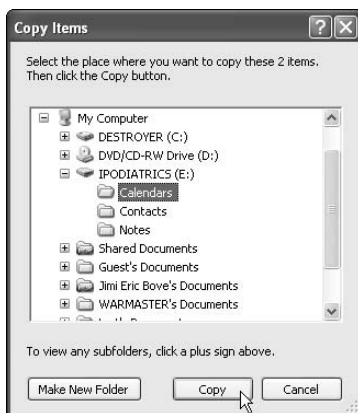 Copy Items
Select the place where you want to copy these 2 items.
Then click the Copy button.
My Computer
DESTROYER (C:)
DVD/CD-RW Drive (D:)
IPODIATRICS (E:)
Calendars
Contacts
Notes
Shared Documents
Guest's Documents
Jimi Eric Bove's Documents
WARMASTER's Documents
To view any subfolders, click a plus sign above.
Make New Folder
Copy
Cancel